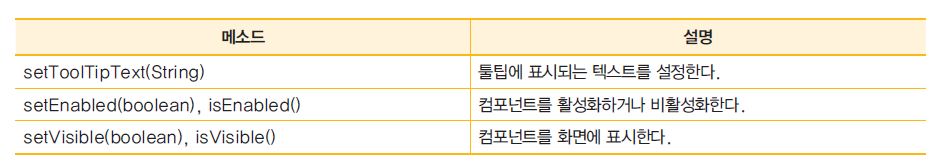 메소드 설명
setToolTipText(String) 툴팁에 표시되는 텍스트를 설정한다.
setEnabled(boolean), isEnabled() 컴포넌트를 활성화하거나 비활성화한다.
setVisible(boolean), isVisible() 컴포넌트를 화면에 표시한다.